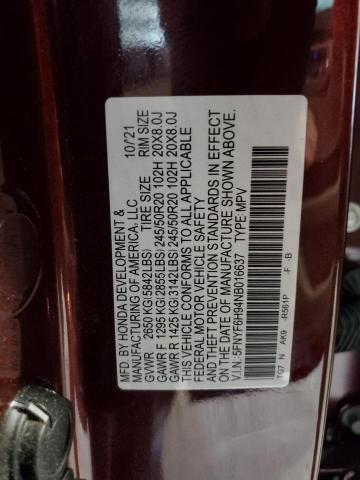 MFD. BY HONDA DEVELOPMENT & 10/21
MANUFACTURING OF AMERICA, LLC
GVWR 2650 KG(5842LBS) TIRE SIZE RIM SIZE
GAWR F 1295 KG(2855LBS) 245/50R20 102H 20X8.0J
GAWR R 1425 KG(3142LBS) 245/50R20 102H 20X8.0J
THIS VEHICLE CONFORMS TO ALL APPLICABLE
FEDERAL MOTOR VEHICLE SAFETY
AND THEFT PREVENTION STANDARDS IN EFFECT
ON THE DATE OF MANUFACTURE SHOWN ABOVE.
V.I.N: 5FNYF6H94NB016637 TYPE: MPV
TG7 N AK9 -R561P -F -B